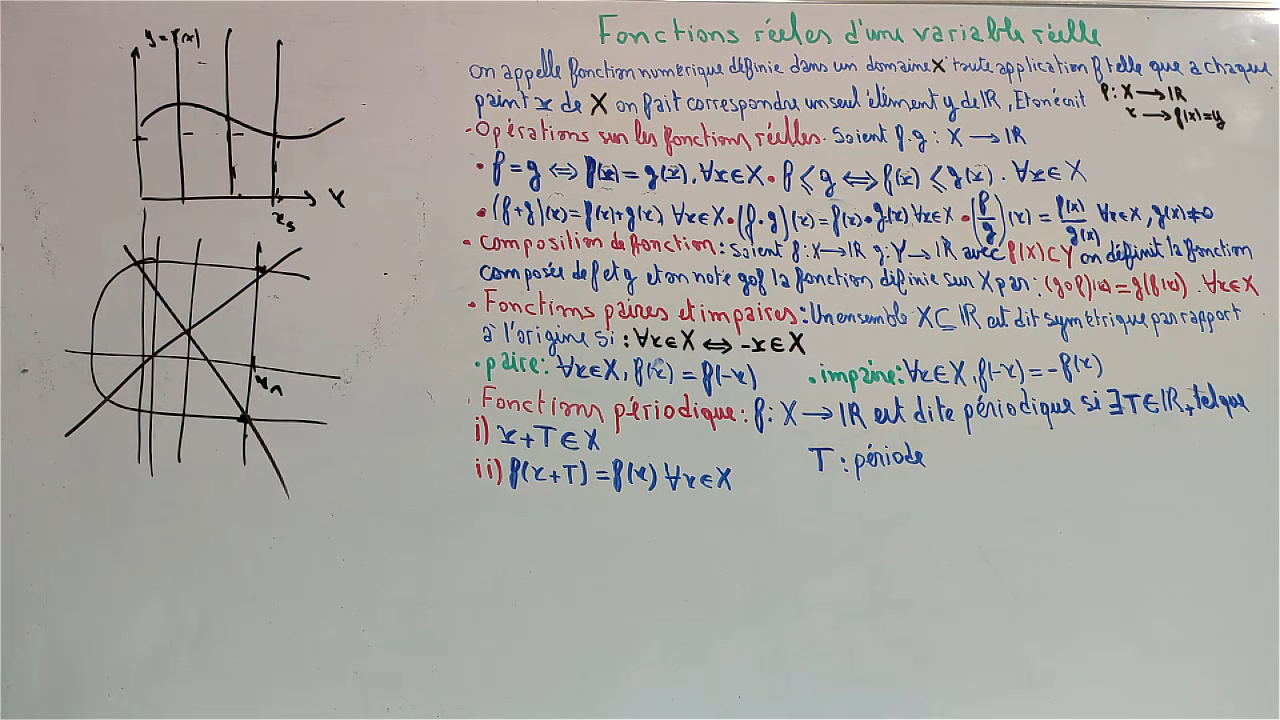 y=f(x)
x
x₅
x₁
Fonctions réeles d'une variable réelle
on appelle fonction numérique définie dans un domaine X toute application f telle que a chaque
point x de X on fait correspondre un seul élément y de IR, Et on écrit f: X → IR
x → f(x)=y
• Opérations sur les fonctions réelles. Soient f.g : X → IR
• f=g ⟺ f(x)=g(x). ∀x∈X • f ⩽ g ⟺ f(x) ⩽ g(x). ∀x∈X
• (f+g)(x)=f(x)+g(x) ∀x∈X • (f•g)(x)=f(x)•g(x) ∀x∈X • (f/g)(x) = f(x)/g(x) ∀x∈X, g(x)≠0
• composition de fonction : soient f: X → IR g: Y → IR avec f(X)⊂Y on définit la fonction
composée de f et g et on note gof la fonction définie sur X par : (gof)(x)=g(f(x)). ∀x∈X
• Fonctions paires et impaires : Un ensemble X⊆IR est dit symétrique par rapport
à l'origine si : ∀x∈X ⟺ -x∈X
• paire: ∀x∈X, f(x)=f(-x) • impaire: ∀x∈X, f(-x)=-f(x)
. Fonctions périodique : f: X → IR est dite périodique si ∃T∈IR₊ tel que
i) x+T∈X
T : période
ii) f(x+T)=f(x) ∀x∈X